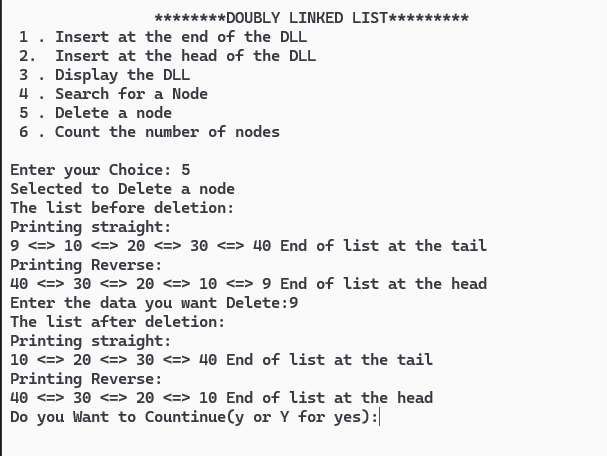 ********DOUBLY LINKED LIST*********
1 . Insert at the end of the DLL
2.  Insert at the head of the DLL
3 . Display the DLL
4 . Search for a Node
5 . Delete a node
6 . Count the number of nodes
Enter your Choice: 5
Selected to Delete a node
The list before deletion:
Printing straight:
9 <=> 10 <=> 20 <=> 30 <=> 40 End of list at the tail
Printing Reverse:
40 <=> 30 <=> 20 <=> 10 <=> 9 End of list at the head
Enter the data you want Delete:9
The list after deletion:
Printing straight:
10 <=> 20 <=> 30 <=> 40 End of list at the tail
Printing Reverse:
40 <=> 30 <=> 20 <=> 10 End of list at the head
Do you Want to Countinue(y or Y for yes):